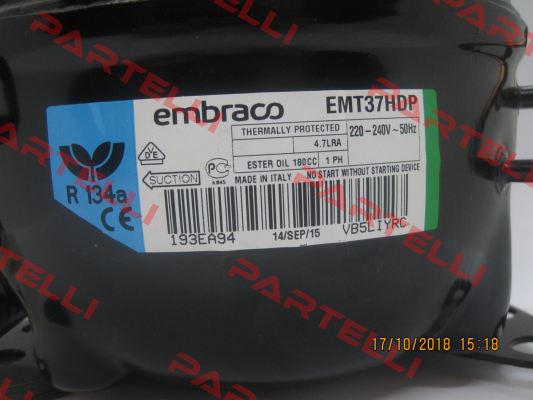 embraco EMT37HDP
THERMALLY PROTECTED 220-240V~50Hz
4.7LRA
ESTER OIL 180CC 1 PH
SUCTION MADE IN ITALY NO START WITHOUT STARTING DEVICE
R 134a
CE
193EA94 14/SEP/15 VB5LIYRC
17/10/2018 15:18
PARTELLI
PARTELLI
PARTELLI
PARTELLI
PARTELLI